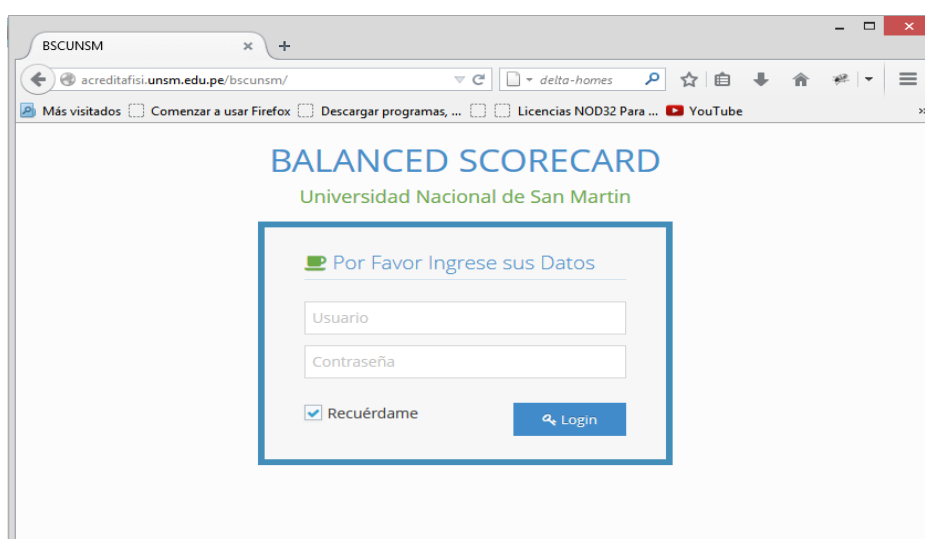 BSCUNSM
acreditafisi.unsm.edu.pe/bscunsm/ delta-homes
Más visitados Comenzar a usar Firefox Descargar programas, ... Licencias NOD32 Para ... YouTube
BALANCED SCORECARD
Universidad Nacional de San Martin
Por Favor Ingrese sus Datos
Usuario
Contraseña
Recuérdame Login